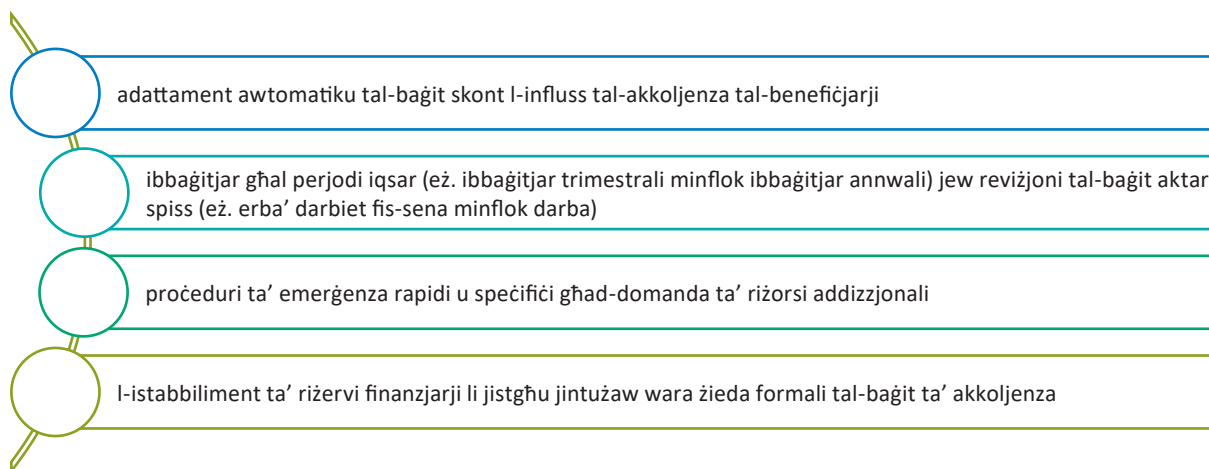 adattament awtomatiku tal-baġit skont l-influss tal-akkoljenza tal-benefiċjarji
ibbaġitjar għal perjodi iqsar (eż. ibbaġitjar trimestrali minflok ibbaġitjar annwali) jew reviżjoni tal-baġit aktar
spiss (eż. erba’ darbiet fis-sena minflok darba)
proċeduri ta’ emerġenza rapidi u speċifiċi għad-domanda ta’ riżorsi addizzjonali
l-istabbiliment ta’ riżervi finanzjarji li jistgħu jintużaw wara żieda formali tal-baġit ta’ akkoljenza